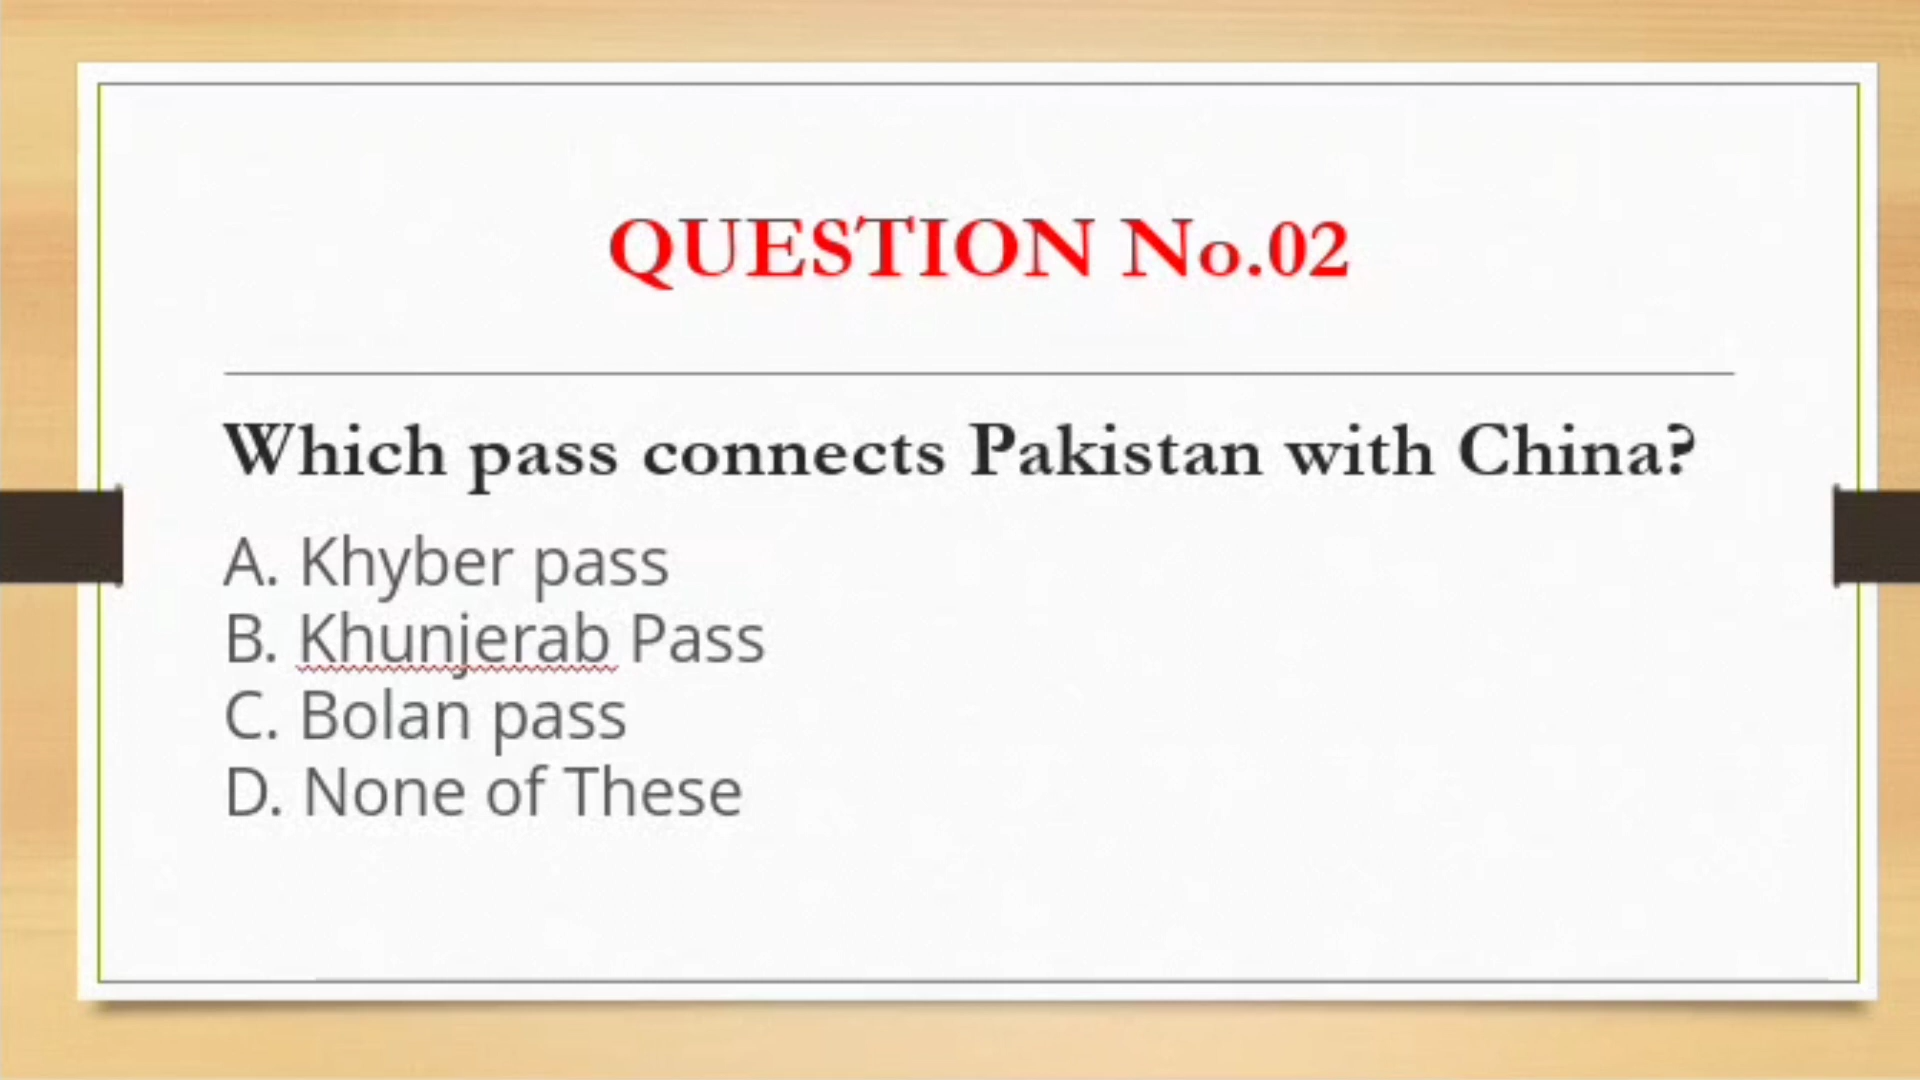 QUESTION No.02
Which pass connects Pakistan with China?
A. Khyber pass
B. Khunjerab Pass
C. Bolan pass
D. None of These